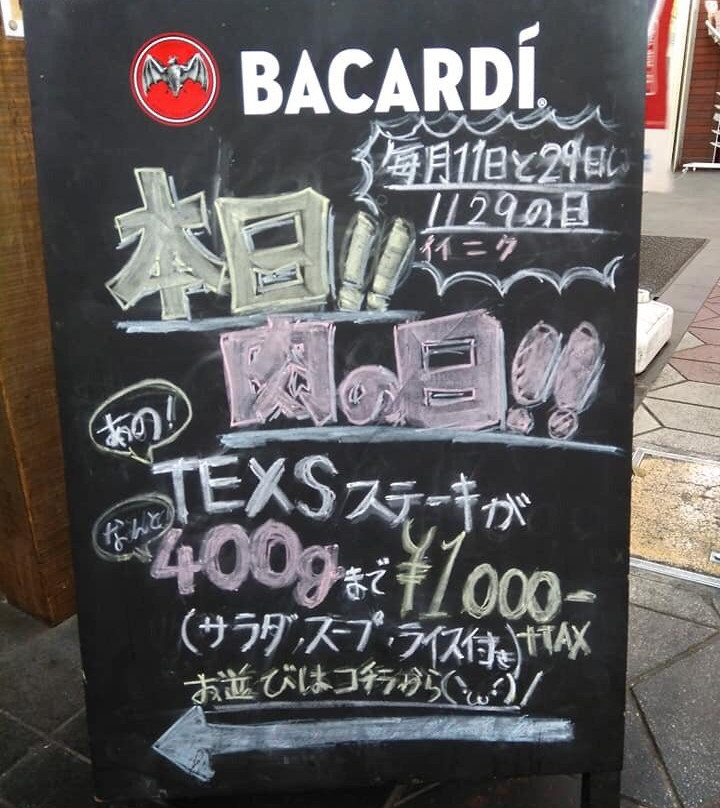 BACARDÍ®
毎月11日と29日は
1129の日
イイニク
本日!!
肉の日!!
あの!
TEXSステーキが
なんと
400gまで¥1000-
+TAX
(サラダ,スープ,ライス付き)
お並びはコチラから(・ω・)/